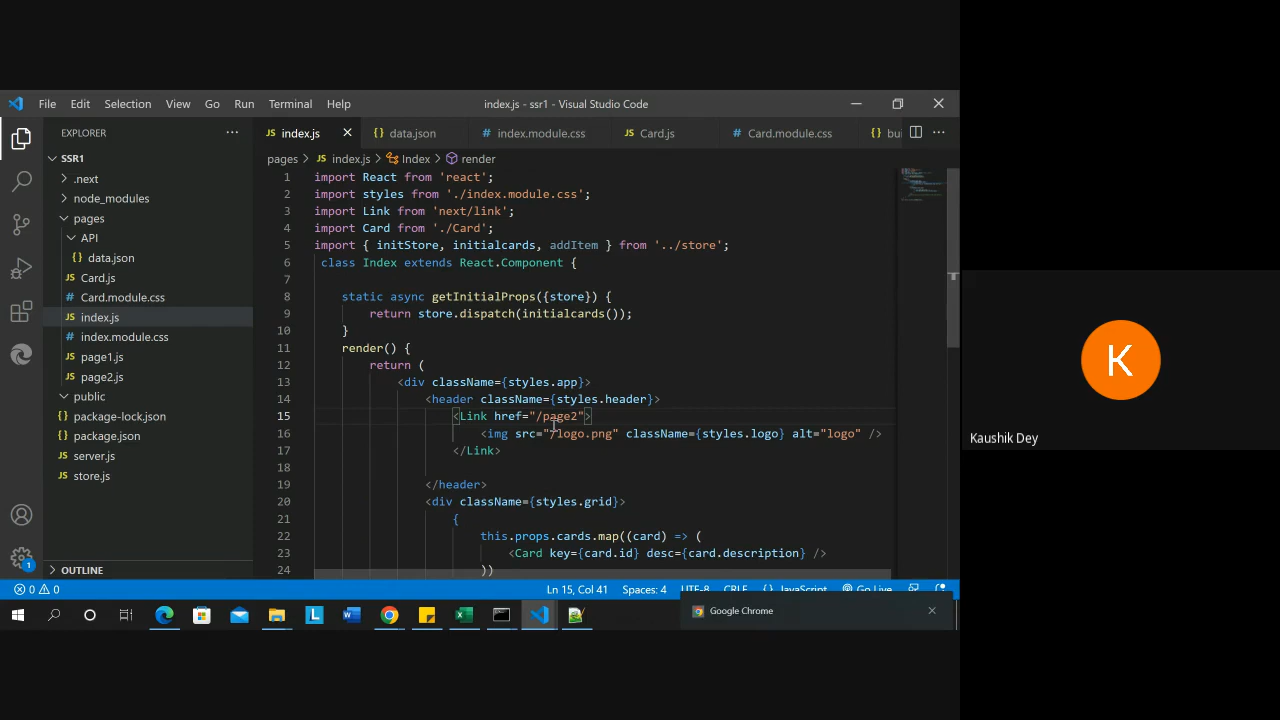 File Edit Selection View Go Run Terminal Help index.js - ssr1 - Visual Studio Code
EXPLORER
SSR1
.next
node_modules
pages
API
data.json
Card.js
Card.module.css
index.js
index.module.css
page1.js
page2.js
public
package-lock.json
package.json
server.js
store.js
OUTLINE
index.js data.json index.module.css Card.js Card.module.css
pages > index.js > Index > render
1 import React from 'react';
2 import styles from './index.module.css';
3 import Link from 'next/link';
4 import Card from './Card';
5 import { initStore, initialcards, addItem } from '../store';
6 class Index extends React.Component {
7
8 static async getInitialProps({store}) {
9 return store.dispatch(initialcards());
10 }
11 render() {
12 return (
13 <div className={styles.app}>
14 <header className={styles.header}>
15 <Link href="/page2">
16 <img src="/logo.png" className={styles.logo} alt="logo" />
17 </Link>
18
19 </header>
20 <div className={styles.grid}>
21 {
22 this.props.cards.map((card) => (
23 <Card key={card.id} desc={card.description} />
24 ))
0 0 Ln 15, Col 41 Spaces: 4 UTF-8 CRLF {} JavaScript Go Live
1
Google Chrome
K
Kaushik Dey